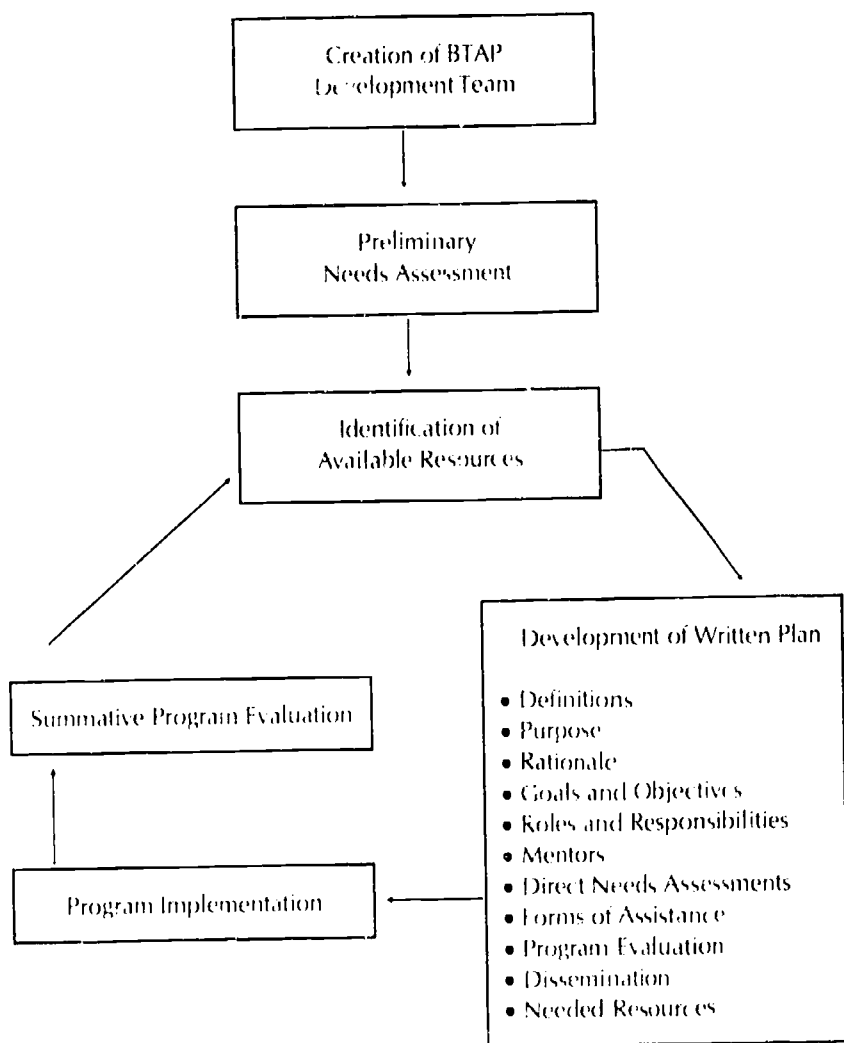 Creation of BTAP
Development Team
Preliminary
Needs Assessment
Identification of
Available Resources
Development of Written Plan
• Definitions
• Purpose
• Rationale
• Goals and Objectives
• Roles and Responsibilities
• Mentors
• Direct Needs Assessments
• Forms of Assistance
• Program Evaluation
• Dissemination
• Needed Resources
Summative Program Evaluation
Program Implementation